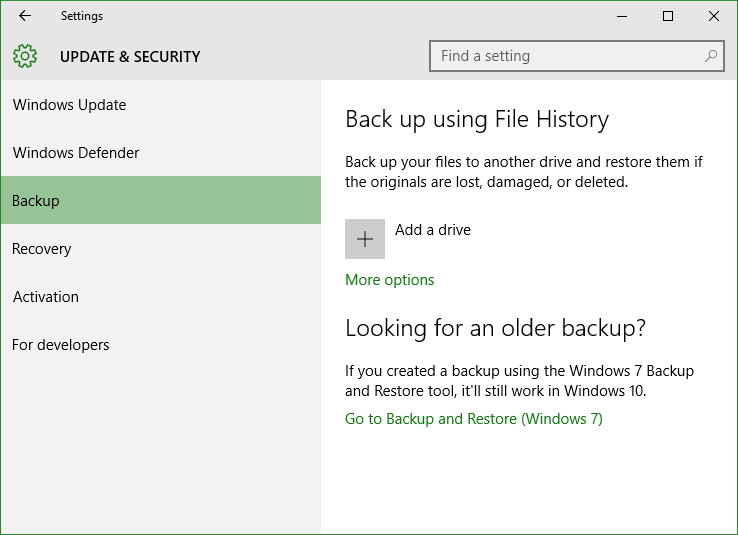 Settings
UPDATE & SECURITY
Find a setting
Windows Update
Windows Defender
Backup
Recovery
Activation
For developers
Back up using File History
Back up your files to another drive and restore them if
the originals are lost, damaged, or deleted.
Add a drive
More options
Looking for an older backup?
If you created a backup using the Windows 7 Backup
and Restore tool, it'll still work in Windows 10.
Go to Backup and Restore (Windows 7)